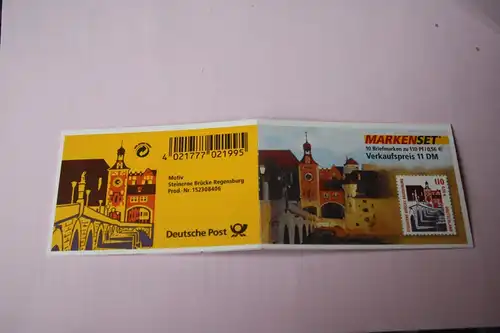 4 021777 021995
Motiv
Steinerne Brücke Regensburg
Prod. Nr. 152308406
Deutsche Post
MARKENSET
10 Briefmarken zu 110 Pf / 0,56 €
Verkaufspreis 11 DM
110